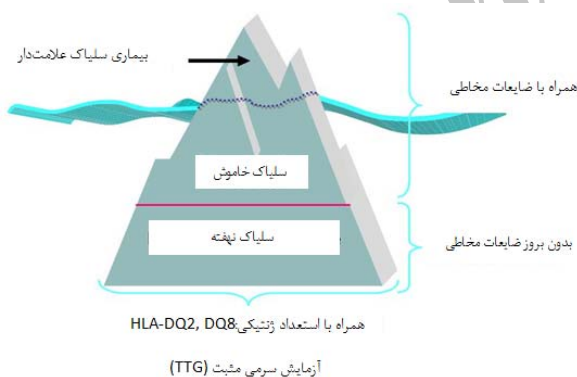 بیماری سلیاک علامت‌دار
همراه با ضایعات مخاطی
سلیاک خاموش
سلیاک نهفته
بدون بروز ضایعات مخاطی
همراه با استعداد ژنتیکی:HLA-DQ2, DQ8
آزمایش سرمی مثبت (TTG)